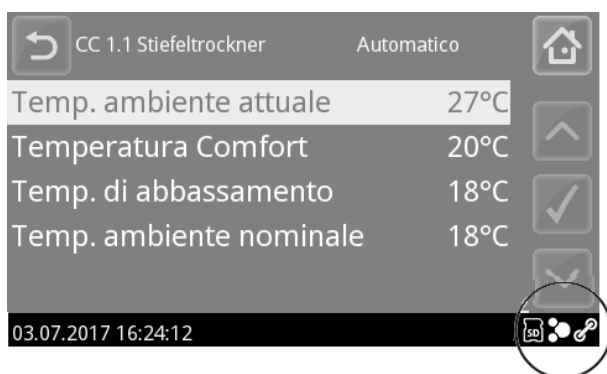 CC 1.1 Stiefeltrockner Automatico
Temp. ambiente attuale 27°C
Temperatura Comfort 20°C
Temp. di abbassamento 18°C
Temp. ambiente nominale 18°C
03.07.2017 16:24:12 SD